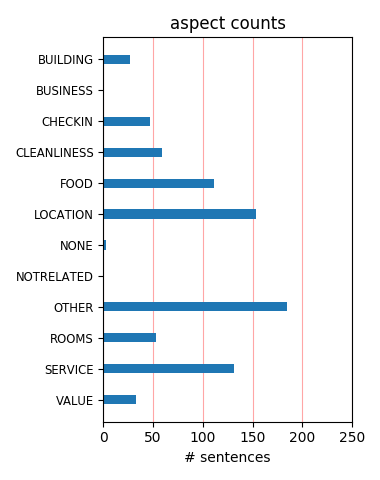 aspect counts
BUILDING
BUSINESS
CHECKIN
CLEANLINESS
FOOD
LOCATION
NONE
NOTRELATED
OTHER
ROOMS
SERVICE
VALUE
0 50 100 150 200 250
# sentences